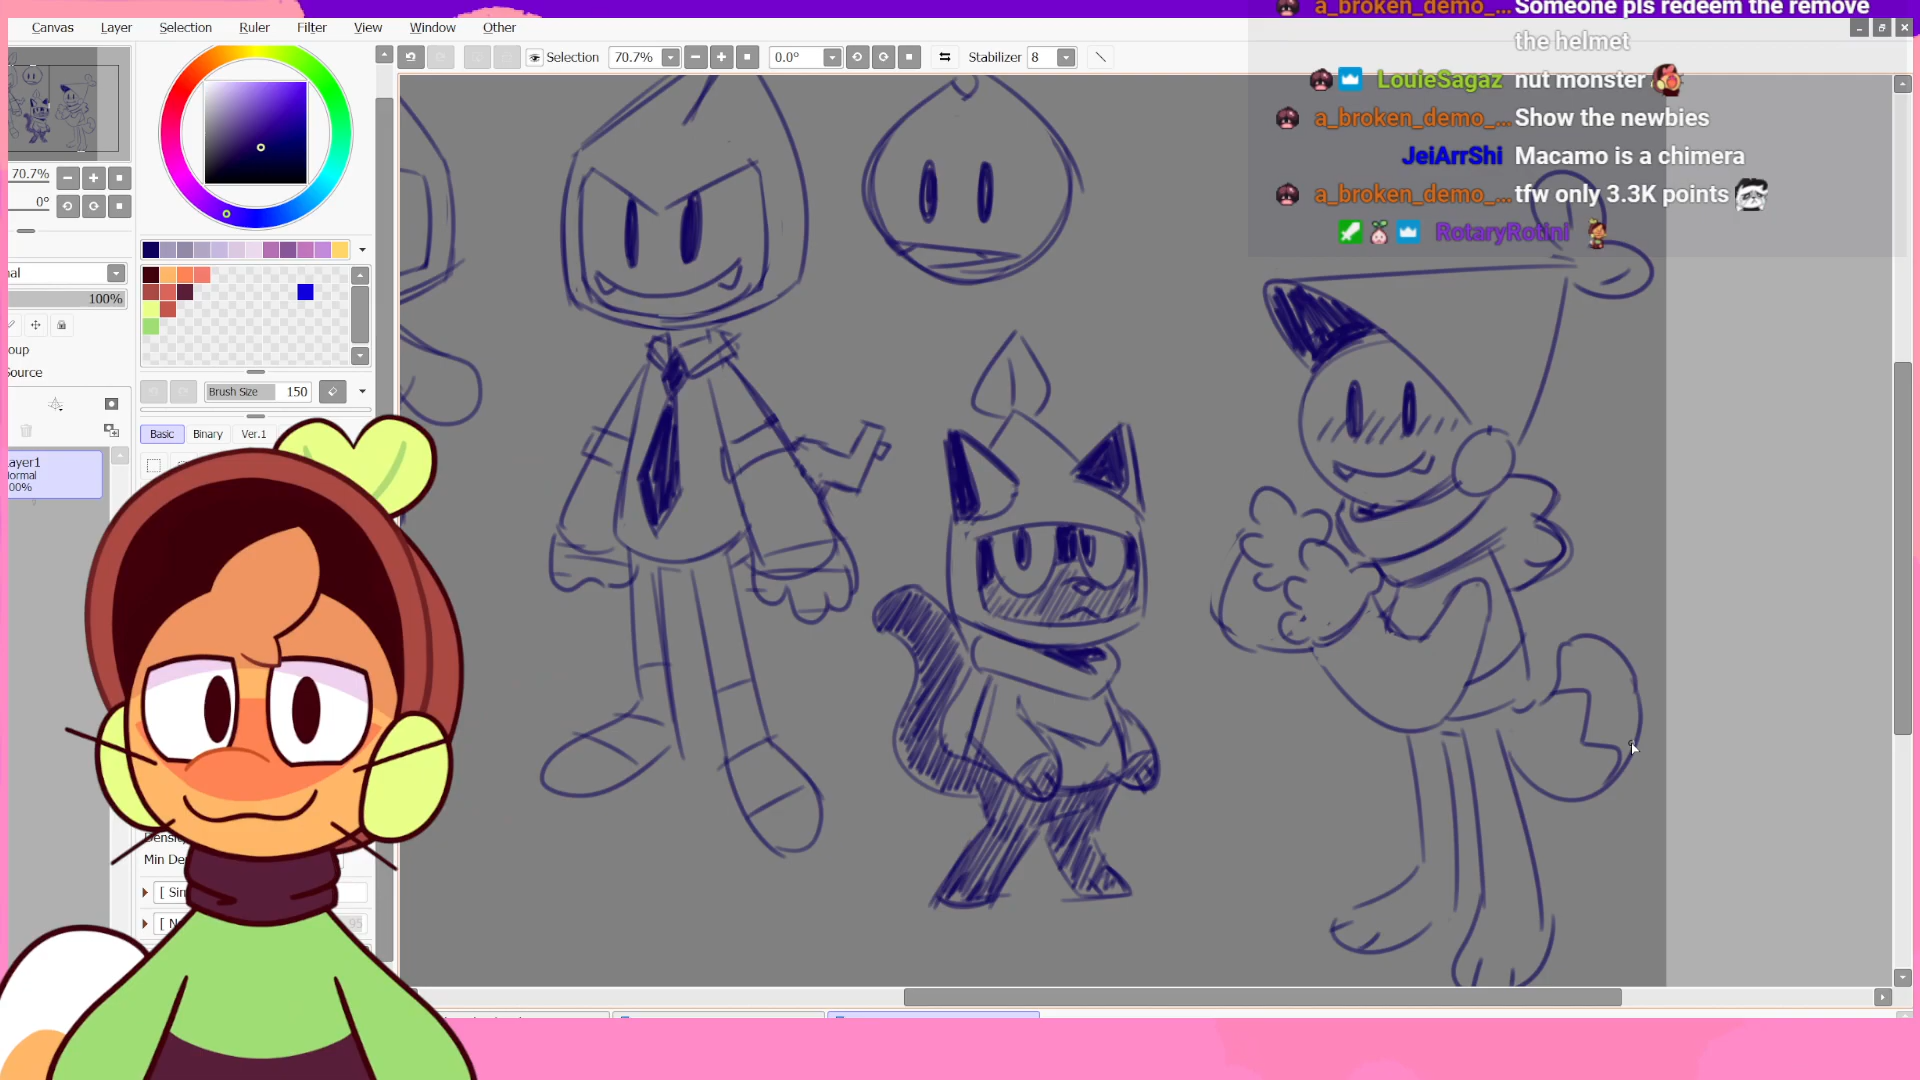 a_broken_demo_... Someone pls redeem the remove
the helmet
LouieSagaz nut monster
a_broken_demo_... Show the newbies
JeiArrShi Macamo is a chimera
a_broken_demo_... tfw only 3.3K points
RotaryRotini
Canvas Layer Selection Ruler Filter View Window Other
Selection 70.7% 0.0° Stabilizer 8
70.7%
0°
100%
Brush Size 150
Basic Binary Ver.1
Min De